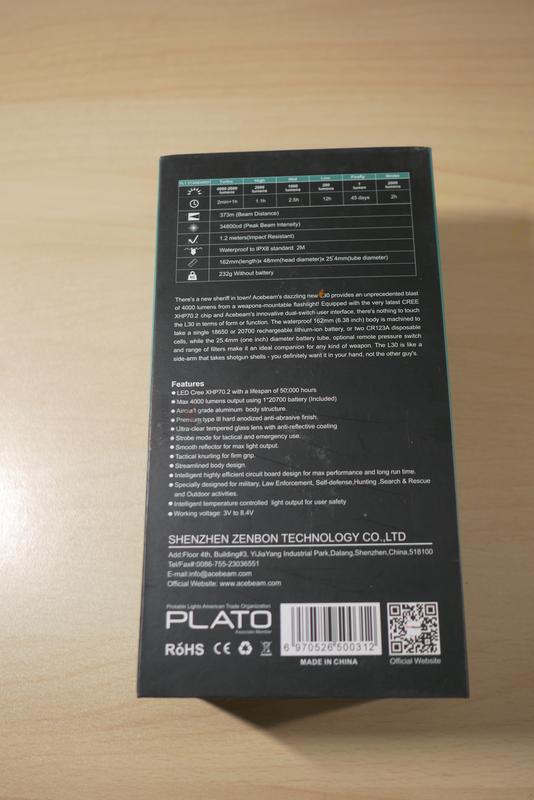 FL1 STANDARD Turbo High Mid Low Firefly Strobe
4000-2000 lumens 2000 lumens 1000 lumens 200 lumens 1 lumen 2000 lumens
2min+1h 1.1h 2.5h 12h 45 days 2h
373m (Beam Distance)
34800cd (Peak Beam Intensity)
1.2 meters(Impact Resistant)
Waterproof to IPX8 standard 2M
162mm(length)x 48mm(head diameter)x 25.4mm(tube diameter)
232g Without battery
There's a new sheriff in town! Acebeam's dazzling new L30 provides an unprecedented blast
of 4000 lumens from a weapons-mountable flashlight! Equipped with the very latest CREE
XHP70.2 chip and Acebeam's innovative dual-switch user interface, there's nothing to touch
the L30 in terms of form or function. The waterproof 162mm (6.38 inch) body is machined to
take a single 18650 or 20700 rechargeable lithium-ion battery, or two CR123A disposable
cells, while the 25.4mm (one inch) diameter battery tube, optional remote pressure switch
and range of filters make it an ideal companion for any kind of weapon. The L30 is like a
side-arm that takes shotgun shells - you definitely want it in your hand, not the other guy's.
Features
● LED Cree XHP70.2 with a lifespan of 50,000 hours
● Max 4000 lumens output using 1*20700 battery (Included)
● Aircraft grade aluminum body structure.
● Premium type III hard anodized anti-abrasive finish.
● Ultra-clear tempered glass lens with anti-reflective coating
● Strobe mode for tactical and emergency use.
● Smooth reflector for max light output.
● Tactical knurling for firm grip.
● Streamlined body design.
● Intelligent highly efficient circuit board design for max performance and long run time.
● Specially designed for military, Law Enforcement, Self-defense,Hunting ,Search & Rescue
and Outdoor activities.
● Intelligent temperature controlled light output for user safety
● Working voltage: 3V to 8.4V
SHENZHEN ZENBON TECHNOLOGY CO.,LTD
Add:Floor 4th, Building#3, YiJiaYang Industrial Park,Dalang,Shenzhen,China,518100
Tel/Fax#:0086-755-23036551
E-mail:info@acebeam.com
Official Website: www.acebeam.com
Protable Lights American Trade Organization
PLATO
Associate Member
RoHS CE
6 970526 500312
MADE IN CHINA
Official Website